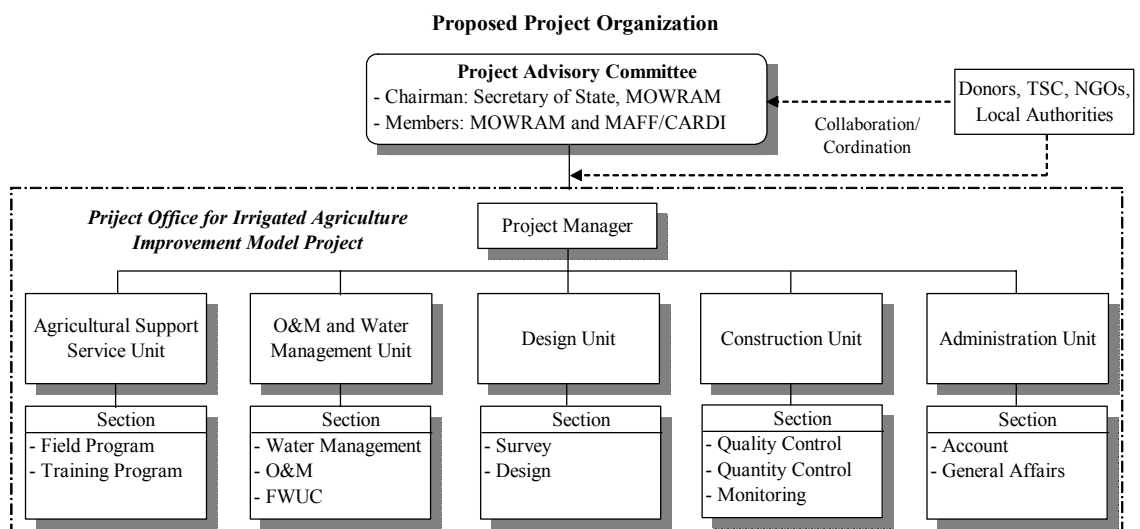 Proposed Project Organization
Project Advisory Committee
- Chairman: Secretary of State, MOWRAM
- Members: MOWRAM and MAFF/CARDI
Donors, TSC, NGOs,
Local Authorities
Collaboration/
Cordination
Priject Office for Irrigated Agriculture
Improvement Model Project
Project Manager
Agricultural Support
Service Unit
O&M and Water
Management Unit
Design Unit
Construction Unit
Administration Unit
Section
- Field Program
- Training Program
Section
- Water Management
- O&M
- FWUC
Section
- Survey
- Design
Section
- Quality Control
- Quantity Control
- Monitoring
Section
- Account
- General Affairs